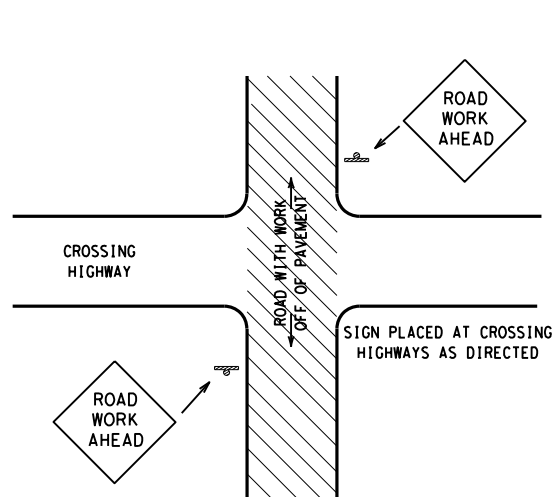 ROAD
WORK
AHEAD
ROAD WITH WORK
OFF OF PAVEMENT
CROSSING
HIGHWAY
SIGN PLACED AT CROSSING
HIGHWAYS AS DIRECTED
ROAD
WORK
AHEAD